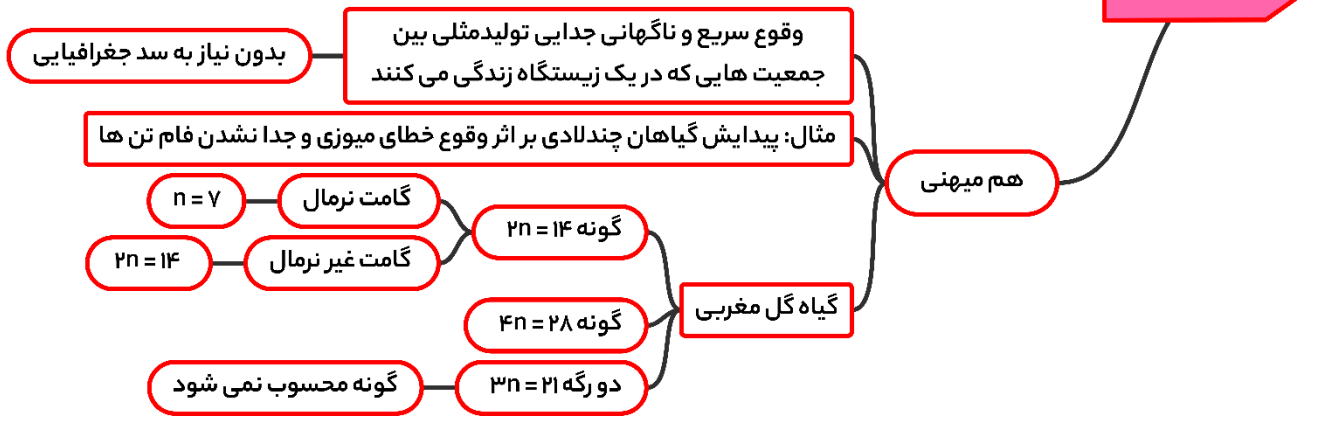 هم میهنی
وقوع سریع و ناگهانی جدایی تولیدمثلی بین
جمعیت هایی که در یک زیستگاه زندگی می کنند
بدون نیاز به سد جغرافیایی
مثال: پیدایش گیاهان چندلادی بر اثر وقوع خطای میوزی و جدا نشدن فام تن ها
گیاه گل مغربی
گونه ۲n = ۱۴
گامت نرمال
n = ۷
گامت غیر نرمال
۲n = ۱۴
گونه ۴n = ۲۸
دو رگه ۳n = ۲۱
گونه محسوب نمی شود